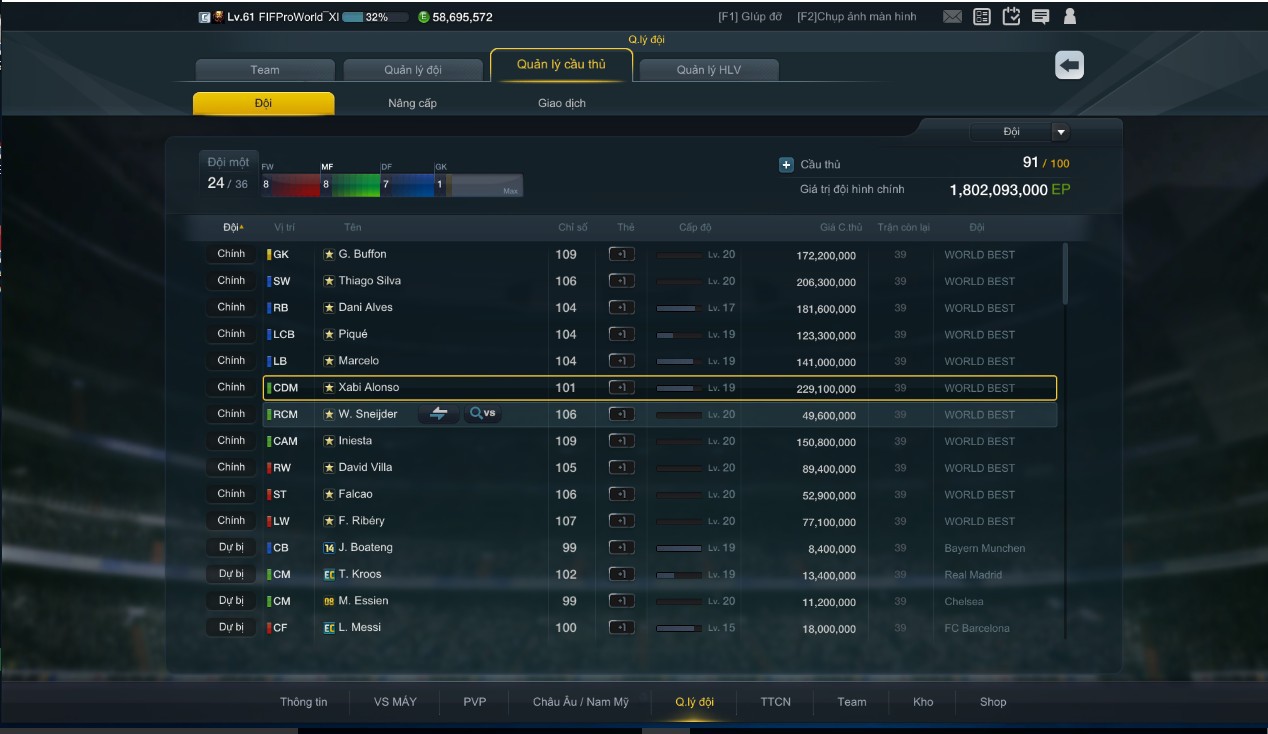 Lv.61 FIFProWorld¯XI 32% E 58,695,572 [F1] Giúp đỡ [F2]Chụp ảnh màn hình
Q.lý đội
Team Quản lý đội Quản lý cầu thủ Quản lý HLV
Đội Nâng cấp Giao dịch
Đội
Đội một FW MF DF GK Cầu thủ 91 / 100
24 / 36 8 8 7 1 Max Giá trị đội hình chính 1,802,093,000 EP
Đội Vị trí Tên Chỉ số Thẻ Cấp độ Giá C.thủ Trận còn lại Đội
Chính GK G. Buffon 109 +1 Lv. 20 172,200,000 39 WORLD BEST
Chính SW Thiago Silva 106 +1 Lv. 20 206,300,000 39 WORLD BEST
Chính RB Dani Alves 104 +1 Lv. 17 181,600,000 39 WORLD BEST
Chính LCB Piqué 104 +1 Lv. 19 123,300,000 39 WORLD BEST
Chính LB Marcelo 104 +1 Lv. 19 141,000,000 39 WORLD BEST
Chính CDM Xabi Alonso 101 +1 Lv. 19 229,100,000 39 WORLD BEST
Chính RCM W. Sneijder VS 106 +1 Lv. 20 49,600,000 39 WORLD BEST
Chính CAM Iniesta 109 +1 Lv. 20 150,800,000 39 WORLD BEST
Chính RW David Villa 105 +1 Lv. 20 89,400,000 39 WORLD BEST
Chính ST Falcao 106 +1 Lv. 20 52,900,000 39 WORLD BEST
Chính LW F. Ribéry 107 +1 Lv. 20 77,100,000 39 WORLD BEST
Dự bị CB 14 J. Boateng 99 +1 Lv. 19 8,400,000 39 Bayern Munchen
Dự bị CM EC T. Kroos 102 +1 Lv. 19 13,400,000 39 Real Madrid
Dự bị CM 08 M. Essien 99 +1 Lv. 20 11,200,000 39 Chelsea
Dự bị CF EC L. Messi 100 +1 Lv. 15 18,000,000 39 FC Barcelona
Thông tin VS MÁY PVP Châu Âu / Nam Mỹ Q.lý đội TTCN Team Kho Shop